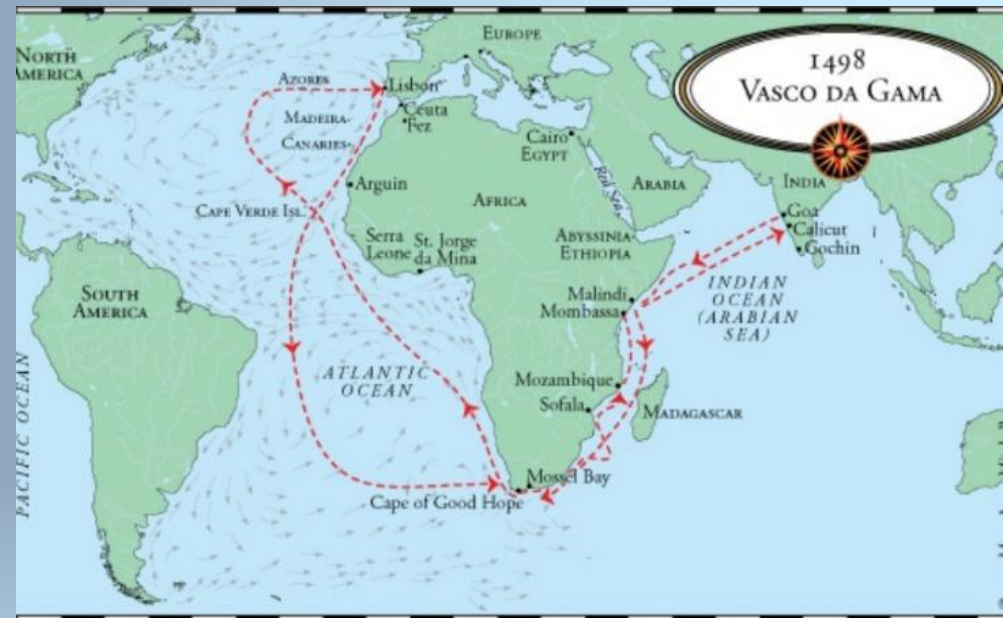 1498
VASCO DA GAMA
NORTH
AMERICA
EUROPE
AZORES
Lisbon
MADEIRA
Ceuta
Fez
CANARIES
Cairo
EGYPT
Red Sea
ARABIA
INDIA
Arguin
AFRICA
CAPE VERDE ISL.
Goa
Calicut
Gochin
Serra
Leone
St. Jorge
da Mina
ABYSSINIA-
ETHIOPIA
SOUTH
AMERICA
Malindi
Mombassa
INDIAN
OCEAN
(ARABIAN
SEA)
ATLANTIC
OCEAN
PACIFIC OCEAN
Mozambique
Sofala
MADAGASCAR
Mossel Bay
Cape of Good Hope